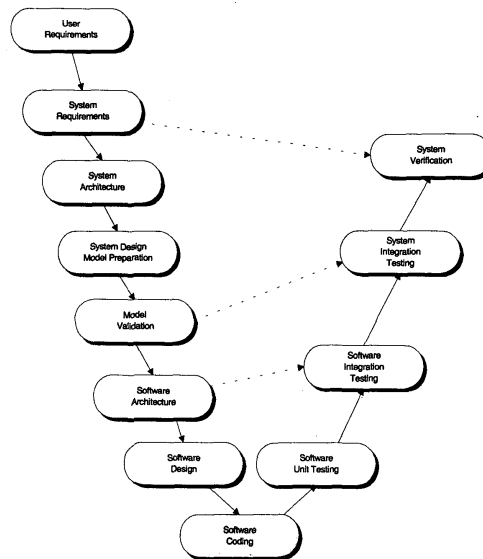 User
Requirements
System
Requirements
System
Verification
System
Architecture
System Design
Model Preparation
System
Integration
Testing
Model
Validation
Software
Integration
Testing
Software
Architecture
Software
Design
Software
Unit Testing
Software
Coding